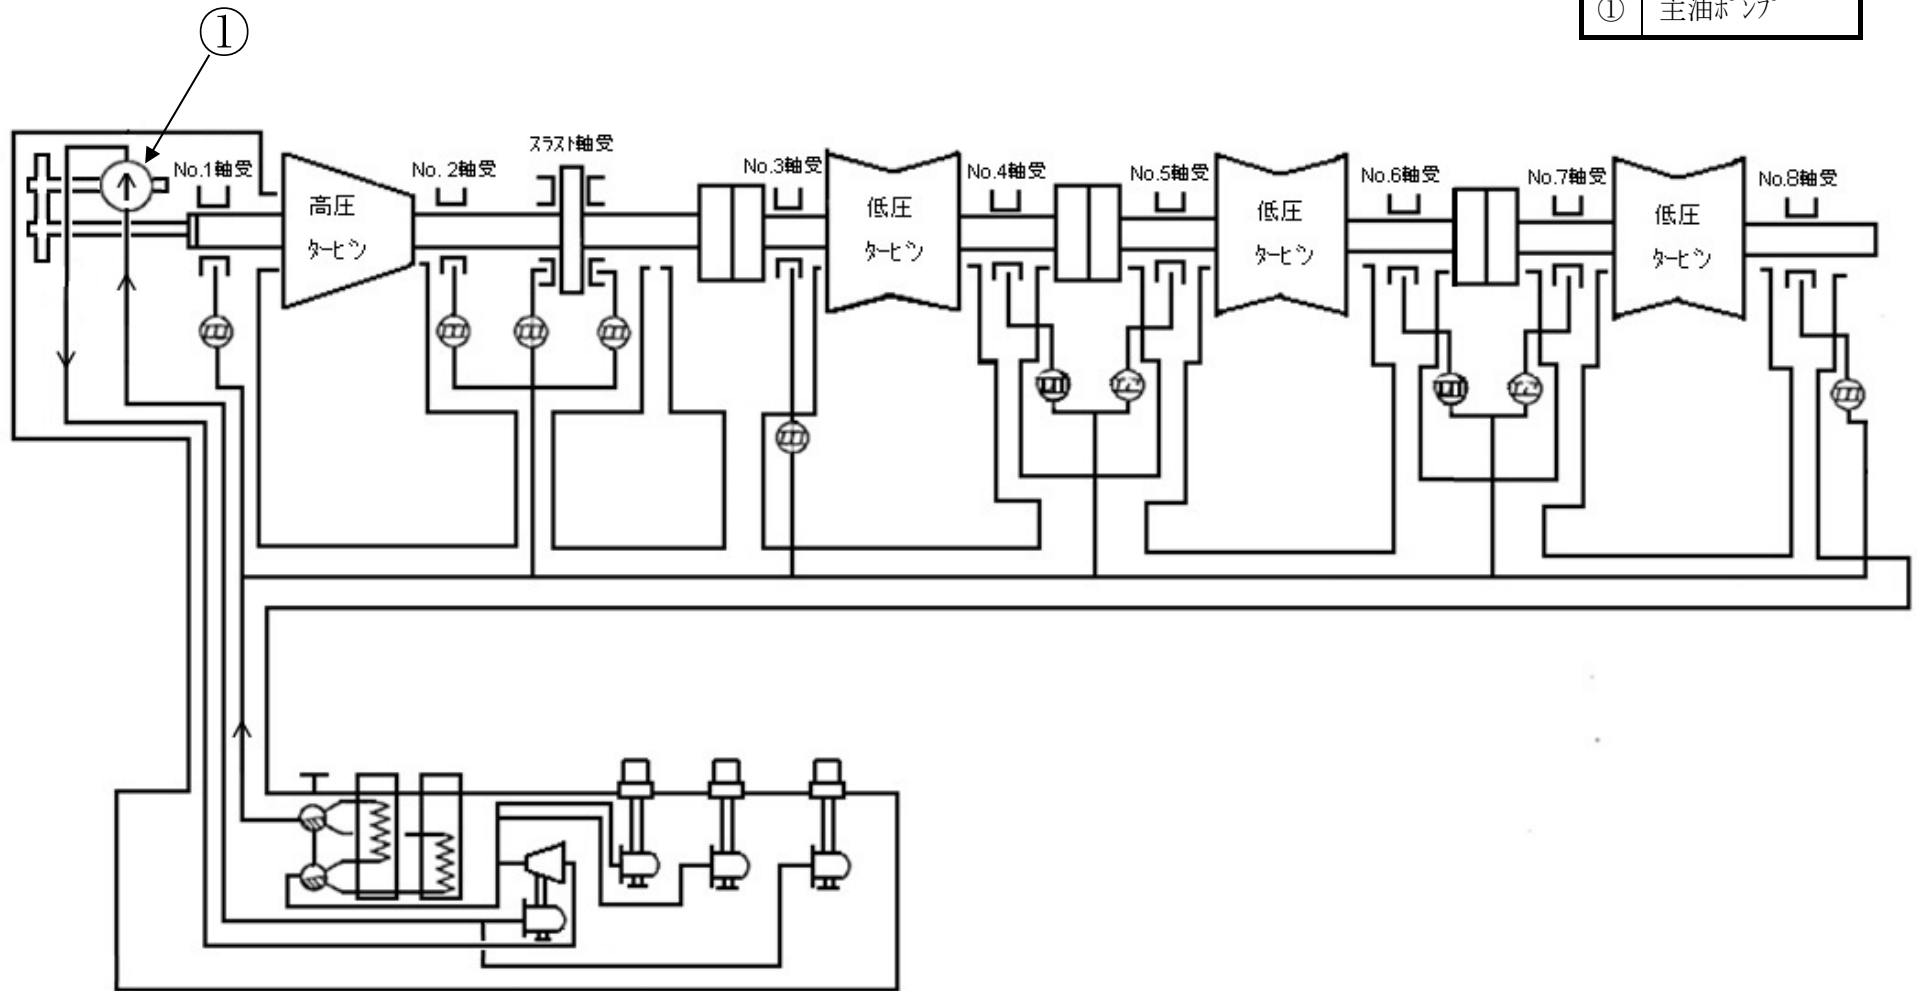 ①
① 主油ポンプ
No.1軸受
No. 2軸受
スラスト軸受
No.3軸受
No.4軸受
No.5軸受
No.6軸受
No.7軸受
No.8軸受
高圧
タービン
低圧
タービン
低圧
タービン
低圧
タービン